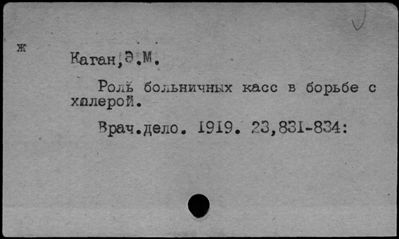 ж
Каган,Э.М.
Роль больничных касс в борьбе с
холерой.
Врач.дело. 1919. 23,831-834: